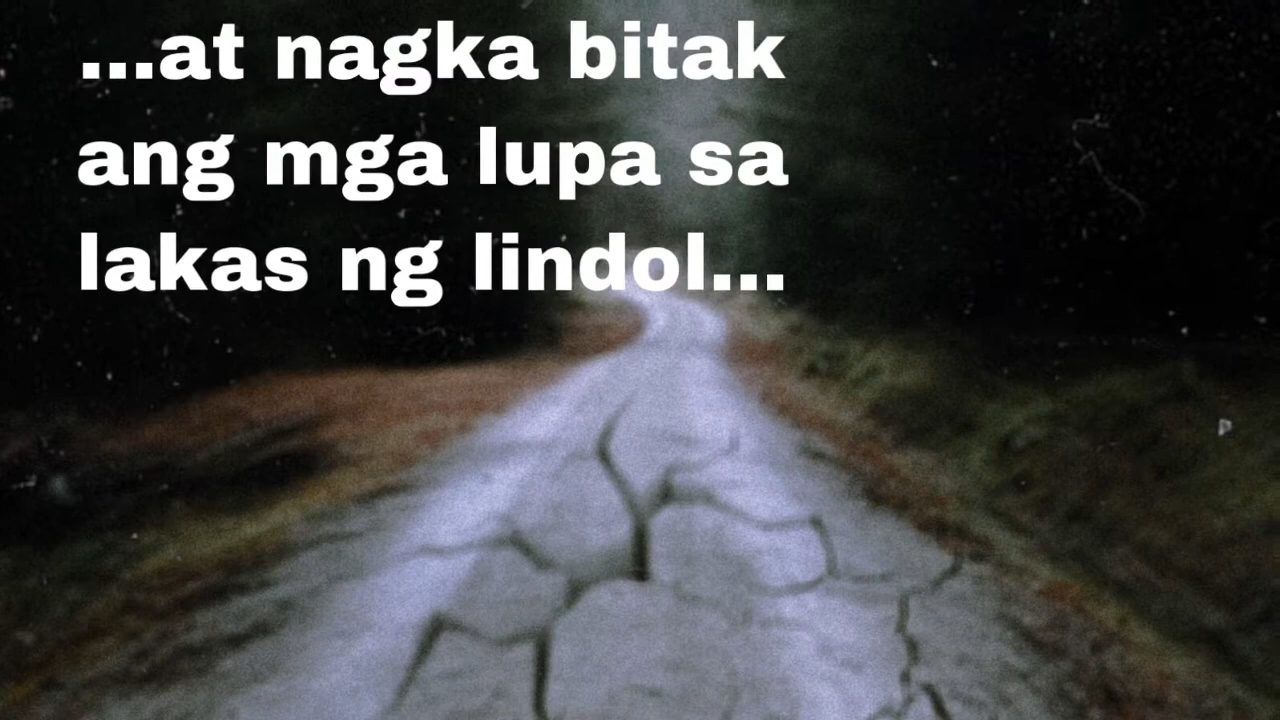 ...at nagka bitak
ang mga lupa sa
lakas ng lindol...